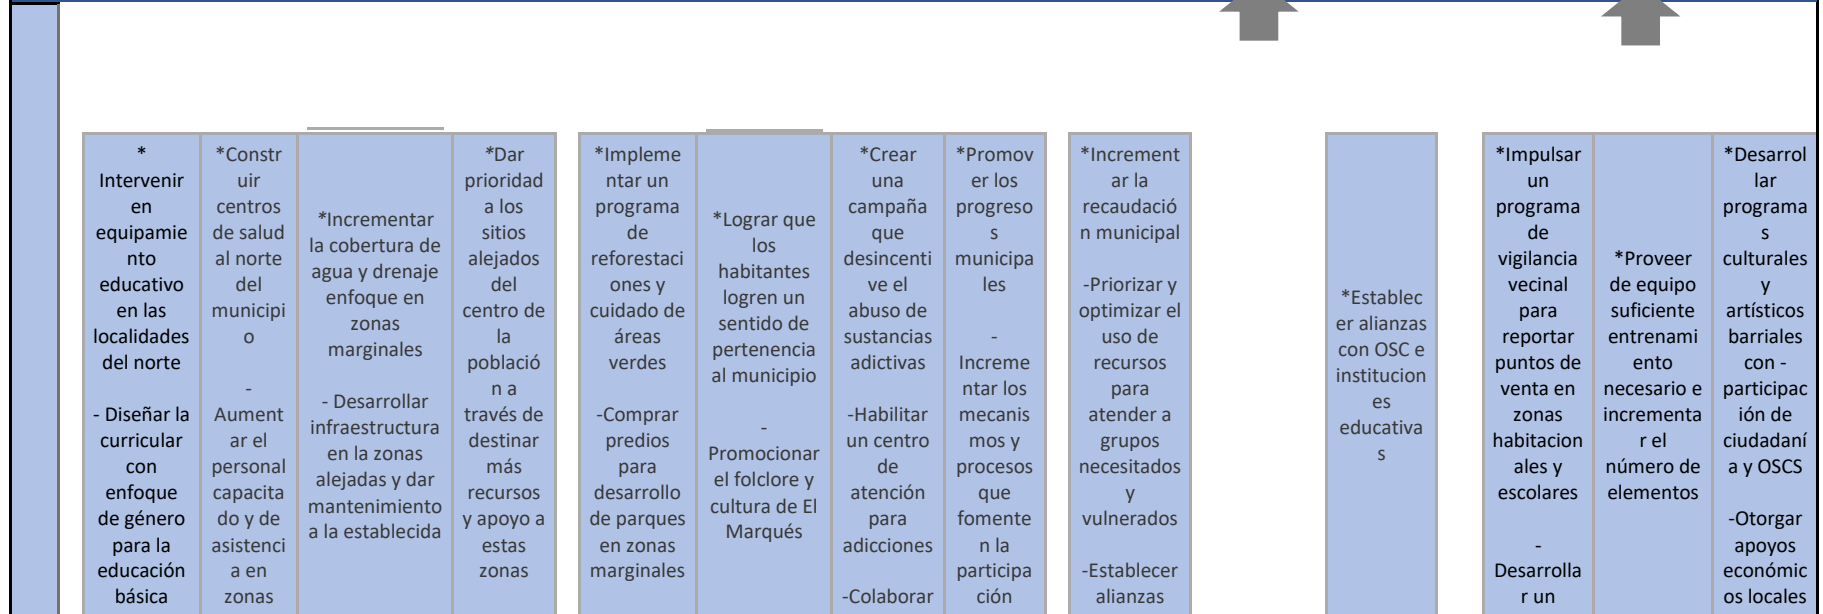 *
Intervenir
en
equipamie
nto
educativo
en las
localidades
del norte
- Diseñar la
curricular
con
enfoque
de género
para la
educación
básica
*Constr
uir
centros
de salud
al norte
del
municipi
o
-
Aument
ar el
personal
capacita
do y de
asistenci
a en
zonas
*Incrementar
la cobertura de
agua y drenaje
enfoque en
zonas
marginales
- Desarrollar
infraestructura
en la zonas
alejadas y dar
mantenimiento
a la establecida
*Dar
prioridad
a los
sitios
alejados
del
centro de
la
població
n a
través de
destinar
más
recursos
y apoyo a
estas
zonas
*Impleme
ntar un
programa
de
reforestaci
ones y
cuidado de
áreas
verdes
-Comprar
predios
para
desarrollo
de parques
en zonas
marginales
*Lograr que
los
habitantes
logren un
sentido de
pertenencia
al municipio
-
Promocionar
el folclore y
cultura de El
Marqués
*Crear
una
campaña
que
desincenti
ve el
abuso de
sustancias
adictivas
-Habilitar
un centro
de
atención
para
adicciones
-Colaborar
*Promov
er los
progreso
s
municipa
les
-
Increme
ntar los
mecanis
mos y
procesos
que
fomente
n la
participa
ción
*Increment
ar la
recaudació
n municipal
-Priorizar y
optimizar el
uso de
recursos
para
atender a
grupos
necesitados
y
vulnerados
-Establecer
alianzas
*Establec
er alianzas
con OSC e
institucion
es
educativa
s
*Impulsar
un
programa
de
vigilancia
vecinal
para
reportar
puntos de
venta en
zonas
habitacion
ales y
escolares
-
Desarrolla
r un
*Proveer
de equipo
suficiente
entrenami
ento
necesario e
incrementa
r el
número de
elementos
*Desarrol
lar
programa
s
culturales
y
artísticos
barriales
con -
participac
ión de
ciudadaní
a y OSCS
-Otorgar
apoyos
económic
os locales